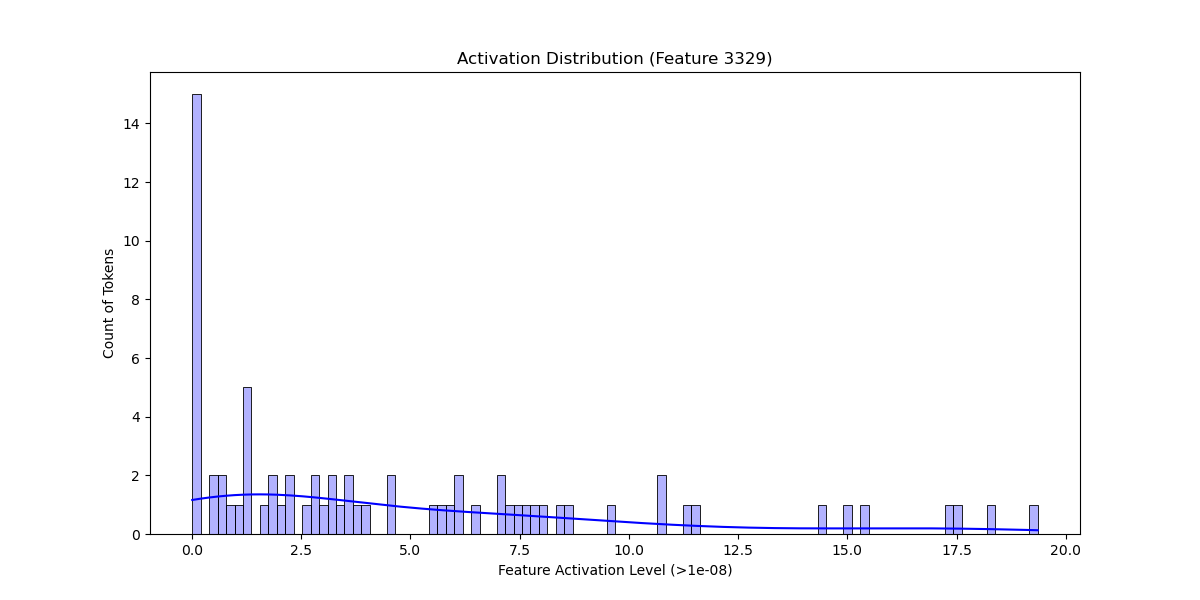 Activation Distribution (Feature 3329)
14
12
10
8
6
4
2
0
Count of Tokens
0.0 2.5 5.0 7.5 10.0 12.5 15.0 17.5 20.0
Feature Activation Level (>1e-08)